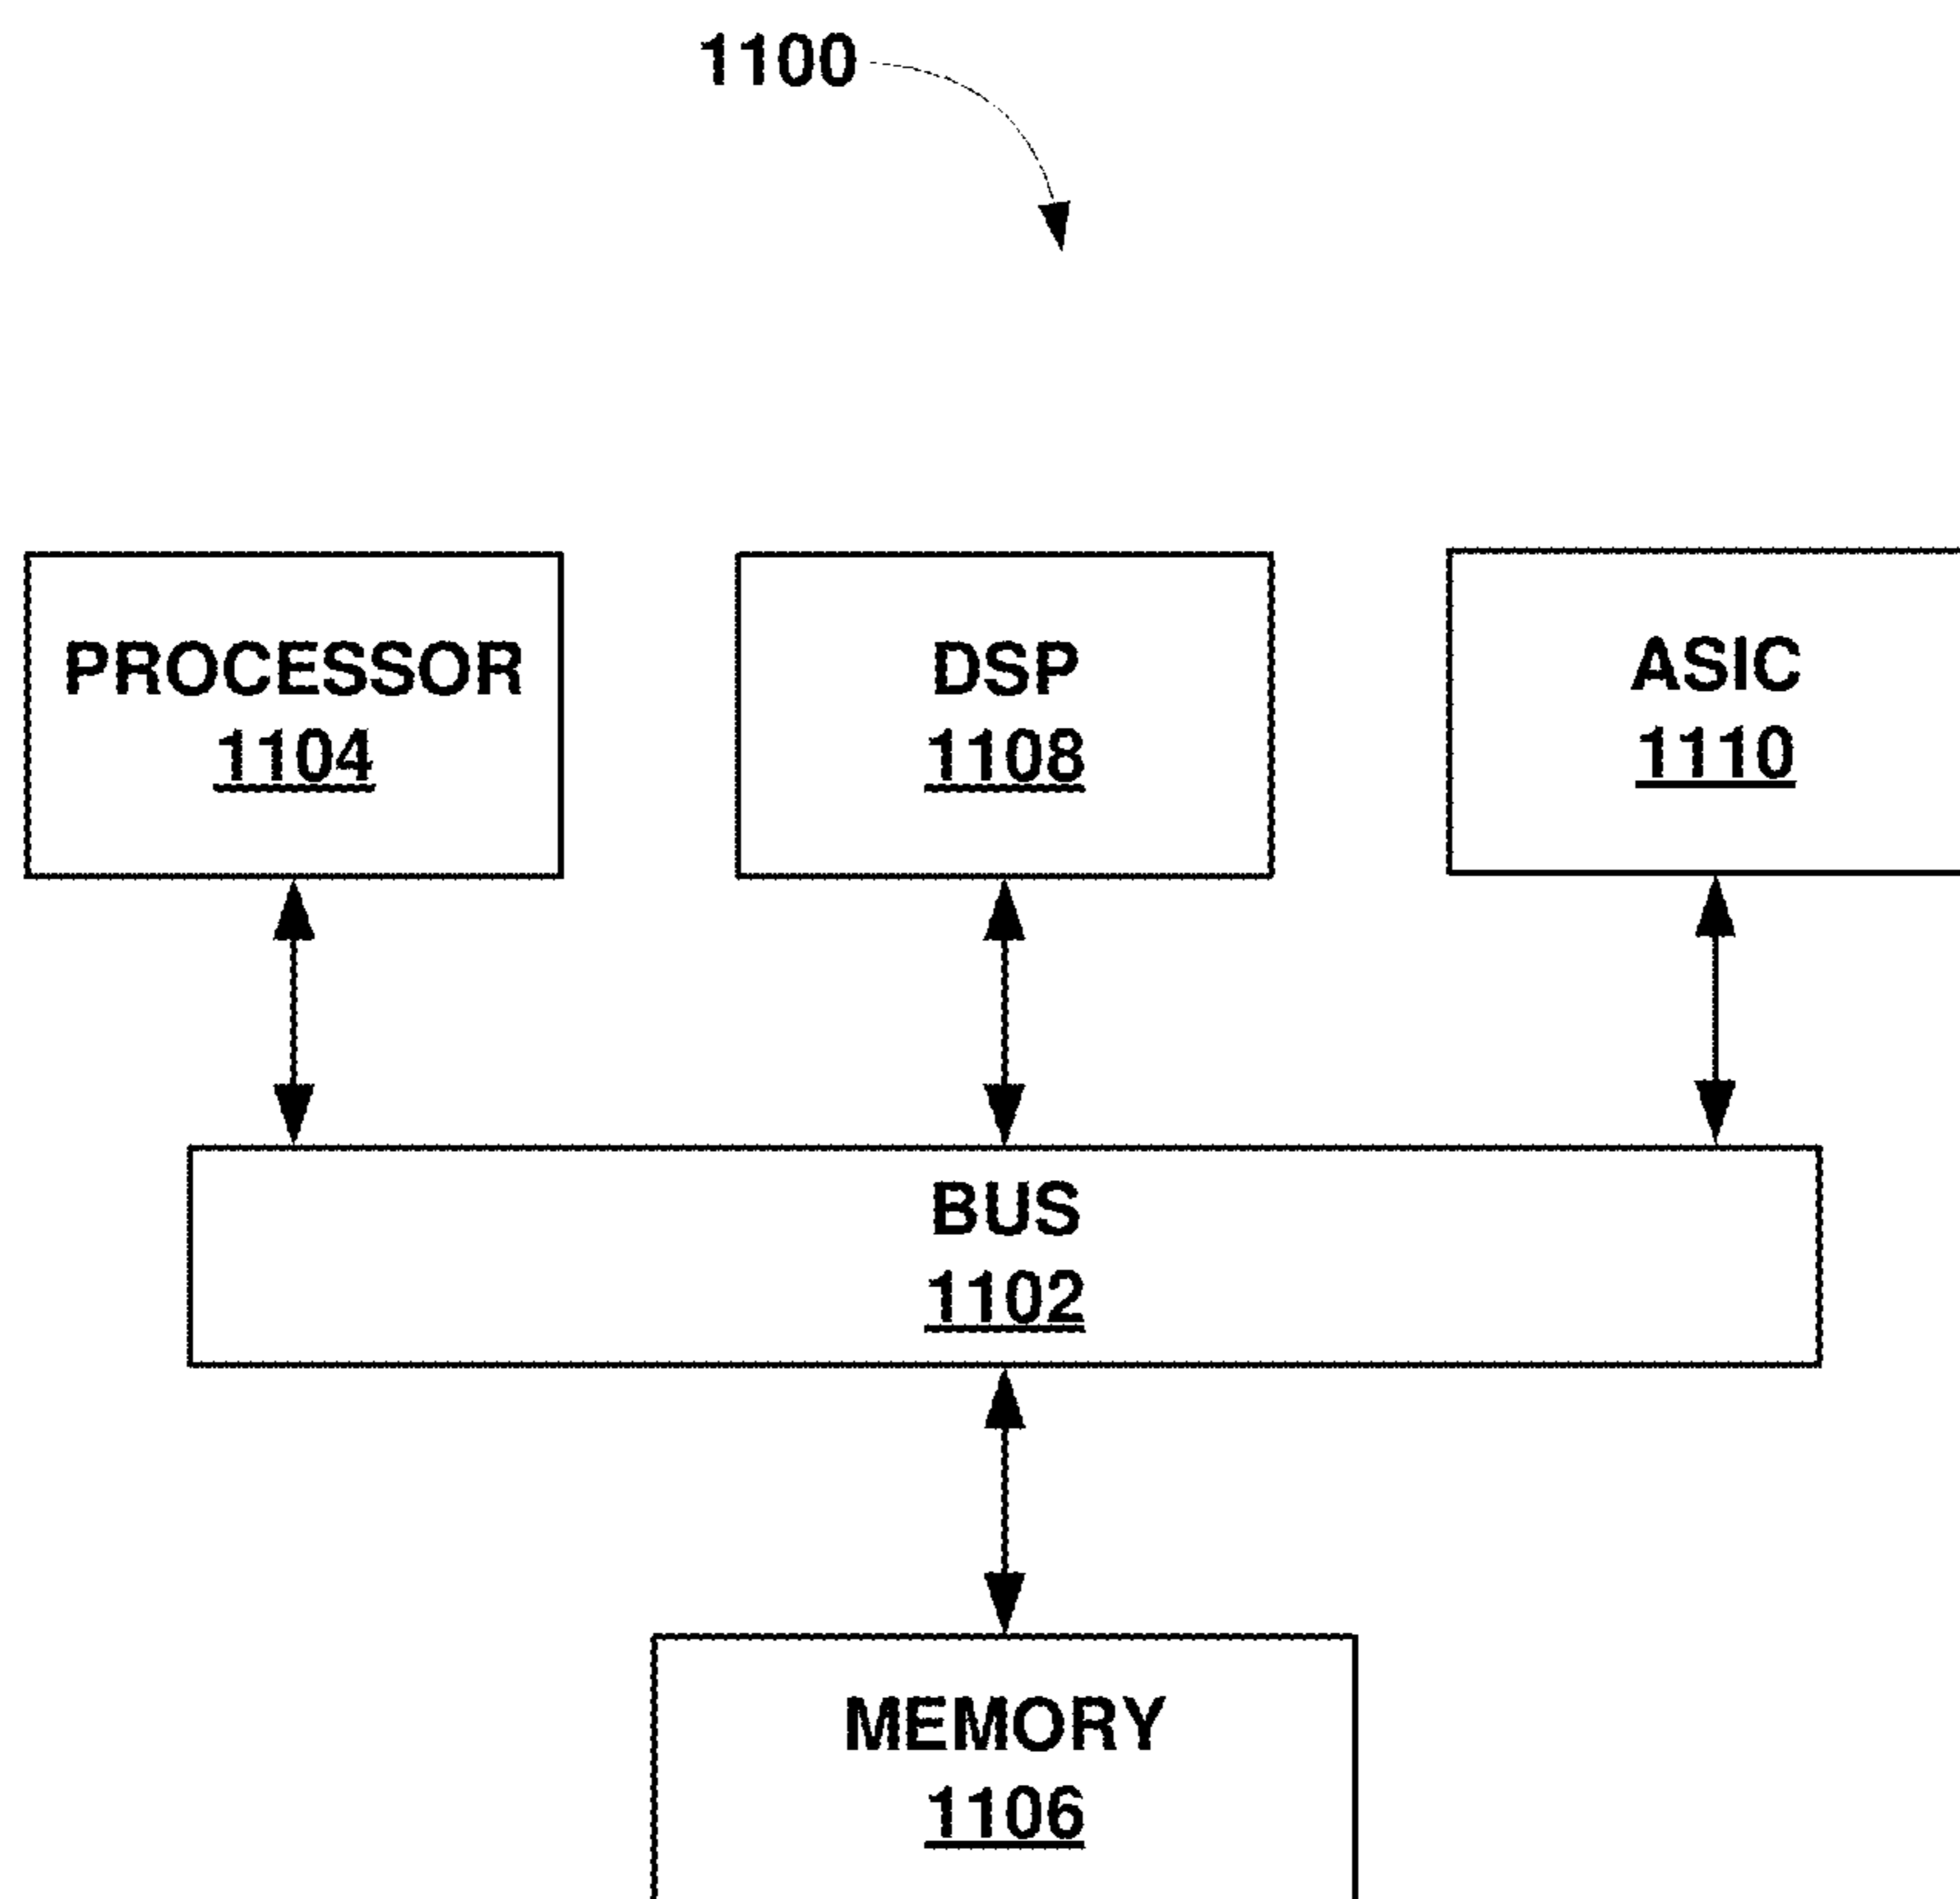 1100
PROCESSOR
1104
DSP
1108
ASIC
1110
BUS
1102
MEMORY
1106